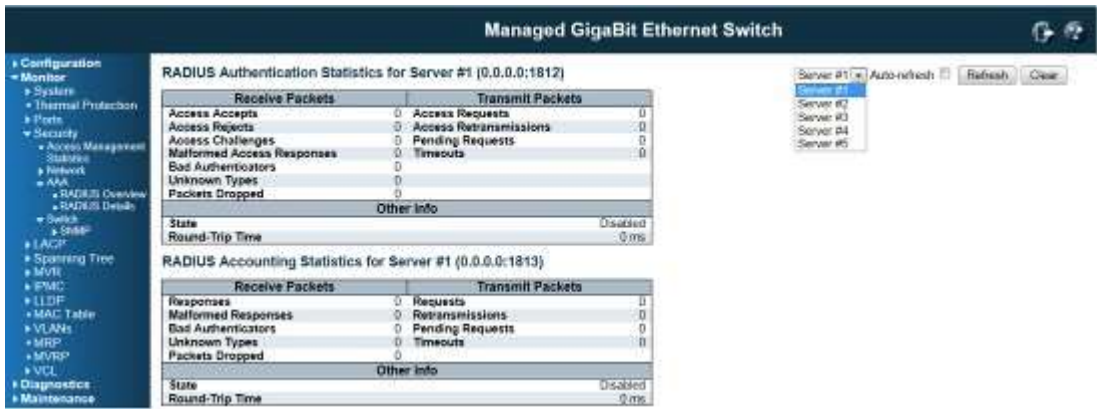 Managed GigaBit Ethernet Switch
Configuration
Monitor
System
Thermal Protection
Ports
Security
Access Management
Statistics
Network
AAA
RADIUS Overview
RADIUS Details
Switch
SNMP
LACP
Spanning Tree
MVR
IPMC
LLDP
MAC Table
VLANs
MRP
MVRP
VCL
Diagnostics
Maintenance
RADIUS Authentication Statistics for Server #1 (0.0.0.0:1812)
Server #1 Auto-refresh Refresh Clear
Server #1
Server #2
Server #3
Server #4
Server #5
Receive Packets Transmit Packets
Access Accepts 0 Access Requests 0
Access Rejects 0 Access Retransmissions 0
Access Challenges 0 Pending Requests 0
Malformed Access Responses 0 Timeouts 0
Bad Authenticators 0
Unknown Types 0
Packets Dropped 0
Other Info
State Disabled
Round-Trip Time 0 ms
RADIUS Accounting Statistics for Server #1 (0.0.0.0:1813)
Receive Packets Transmit Packets
Responses 0 Requests 0
Malformed Responses 0 Retransmissions 0
Bad Authenticators 0 Pending Requests 0
Unknown Types 0 Timeouts 0
Packets Dropped 0
Other Info
State Disabled
Round-Trip Time 0 ms